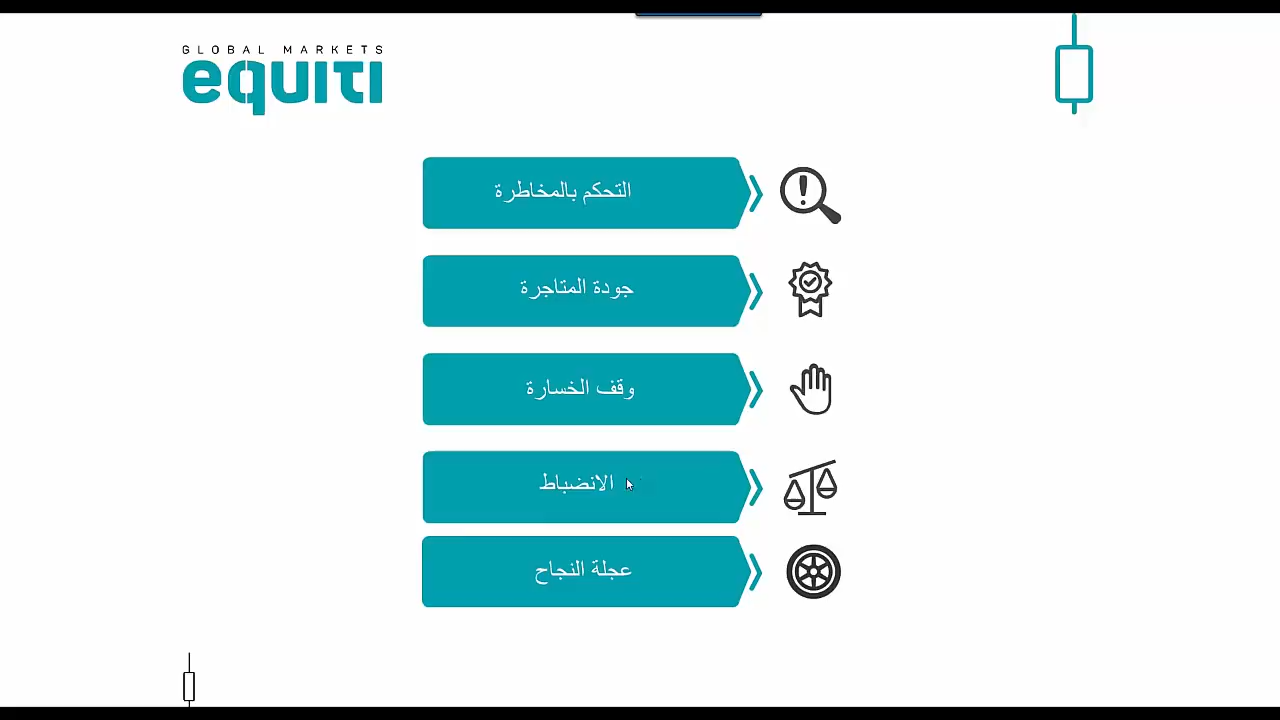 GLOBAL MARKETS
equiti
التحكم بالمخاطرة
جودة المتاجرة
وقف الخسارة
الانضباط
عجلة النجاح